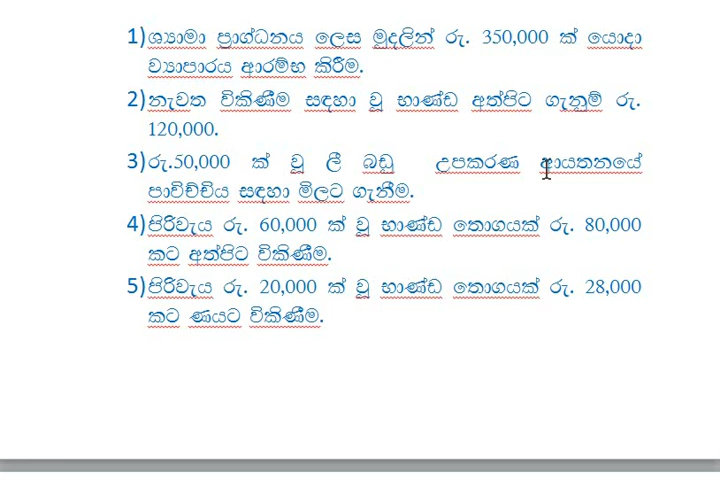 1)ශ්‍යාමා ප්‍රාග්ධනය ලෙස මුදලින් රු. 350,000 ක් යොදා
ව්‍යාපාරය ආරම්භ කිරීම.
2)නැවත විකිණීම සඳහා වූ භාණ්ඩ අත්පිට ගැනුම් රු.
120,000.
3)රු.50,000 ක් වූ ලී බඩු උපකරණ ආයතනයේ
පාවිච්චිය සඳහා මිලට ගැනීම.
4)පිරිවැය රු. 60,000 ක් වූ භාණ්ඩ තොගයක් රු. 80,000
කට අත්පිට විකිණීම.
5)පිරිවැය රු. 20,000 ක් වූ භාණ්ඩ තොගයක් රු. 28,000
කට ණයට විකිණීම.